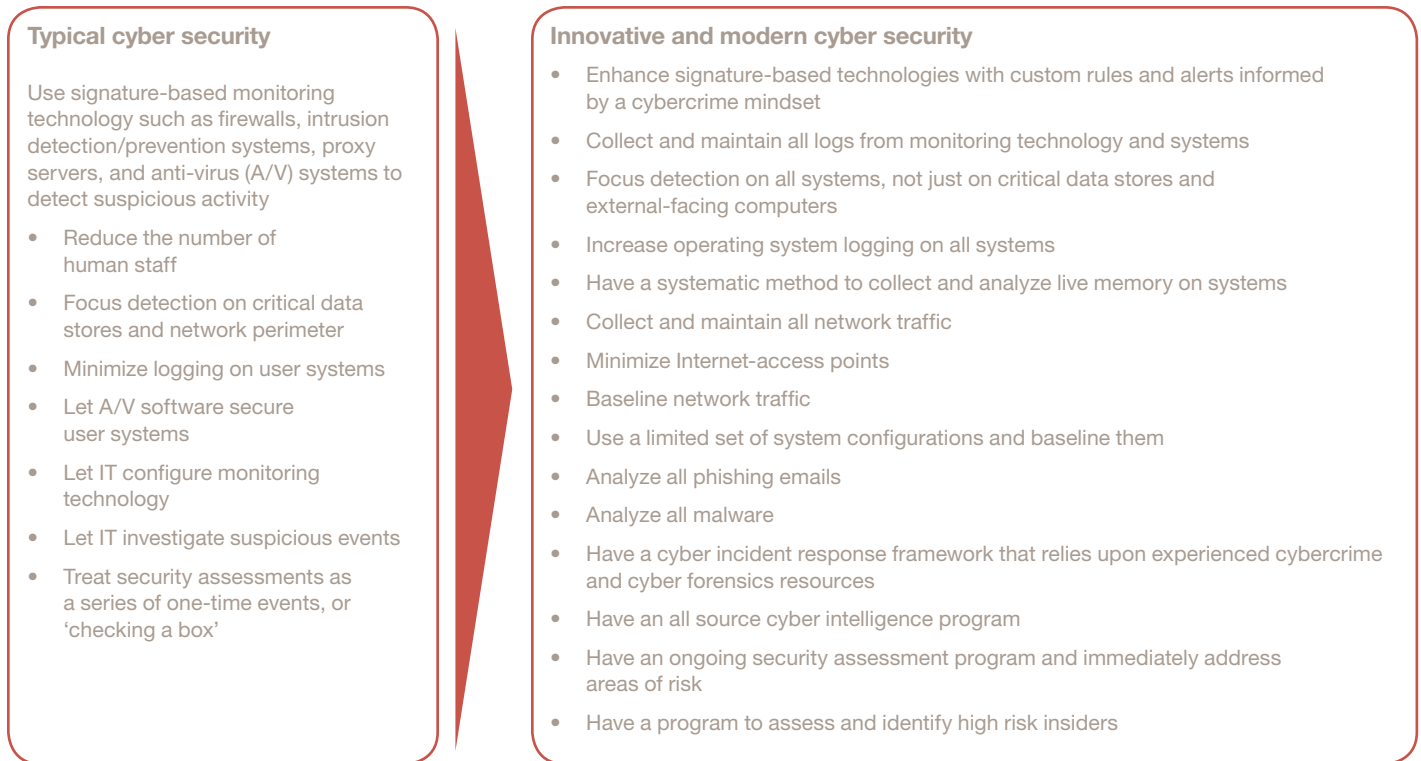 Typical cyber security
Use signature-based monitoring
technology such as firewalls, intrusion
detection/prevention systems, proxy
servers, and anti-virus (A/V) systems to
detect suspicious activity
• Reduce the number of
human staff
• Focus detection on critical data
stores and network perimeter
• Minimize logging on user systems
• Let A/V software secure
user systems
• Let IT configure monitoring
technology
• Let IT investigate suspicious events
• Treat security assessments as
a series of one-time events, or
‘checking a box’
Innovative and modern cyber security
• Enhance signature-based technologies with custom rules and alerts informed
by a cybercrime mindset
• Collect and maintain all logs from monitoring technology and systems
• Focus detection on all systems, not just on critical data stores and
external-facing computers
• Increase operating system logging on all systems
• Have a systematic method to collect and analyze live memory on systems
• Collect and maintain all network traffic
• Minimize Internet-access points
• Baseline network traffic
• Use a limited set of system configurations and baseline them
• Analyze all phishing emails
• Analyze all malware
• Have a cyber incident response framework that relies upon experienced cybercrime
and cyber forensics resources
• Have an all source cyber intelligence program
• Have an ongoing security assessment program and immediately address
areas of risk
• Have a program to assess and identify high risk insiders